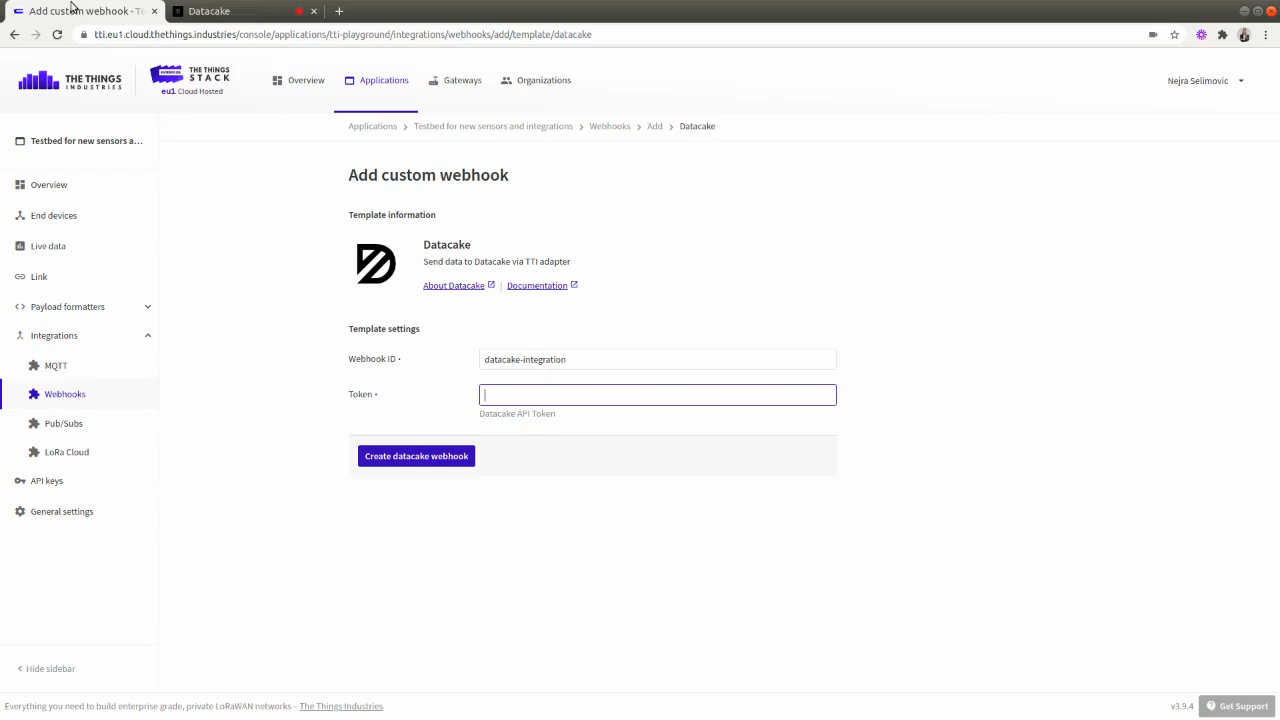 Add custom webhook - Te
Datacake
tti.eu1.cloud.thethings.industries/console/applications/tti-playground/integrations/webhooks/add/template/datacake
THE THINGS
INDUSTRIES
ENTERPRISE
THE THINGS
STACK
eu1 Cloud Hosted
Overview
Applications
Gateways
Organizations
Nejra Selimovic
Testbed for new sensors a...
Overview
End devices
Live data
Link
Payload formatters
Integrations
MQTT
Webhooks
Pub/Subs
LoRa Cloud
API keys
General settings
Hide sidebar
Applications > Testbed for new sensors and integrations > Webhooks > Add > Datacake
Add custom webhook
Template information
Datacake
Send data to Datacake via TTI adapter
About Datacake | Documentation
Template settings
Webhook ID •
datacake-integration
Token •
Datacake API Token
Create datacake webhook
Everything you need to build enterprise grade, private LoRaWAN networks – The Things Industries
v3.9.4
Get Support